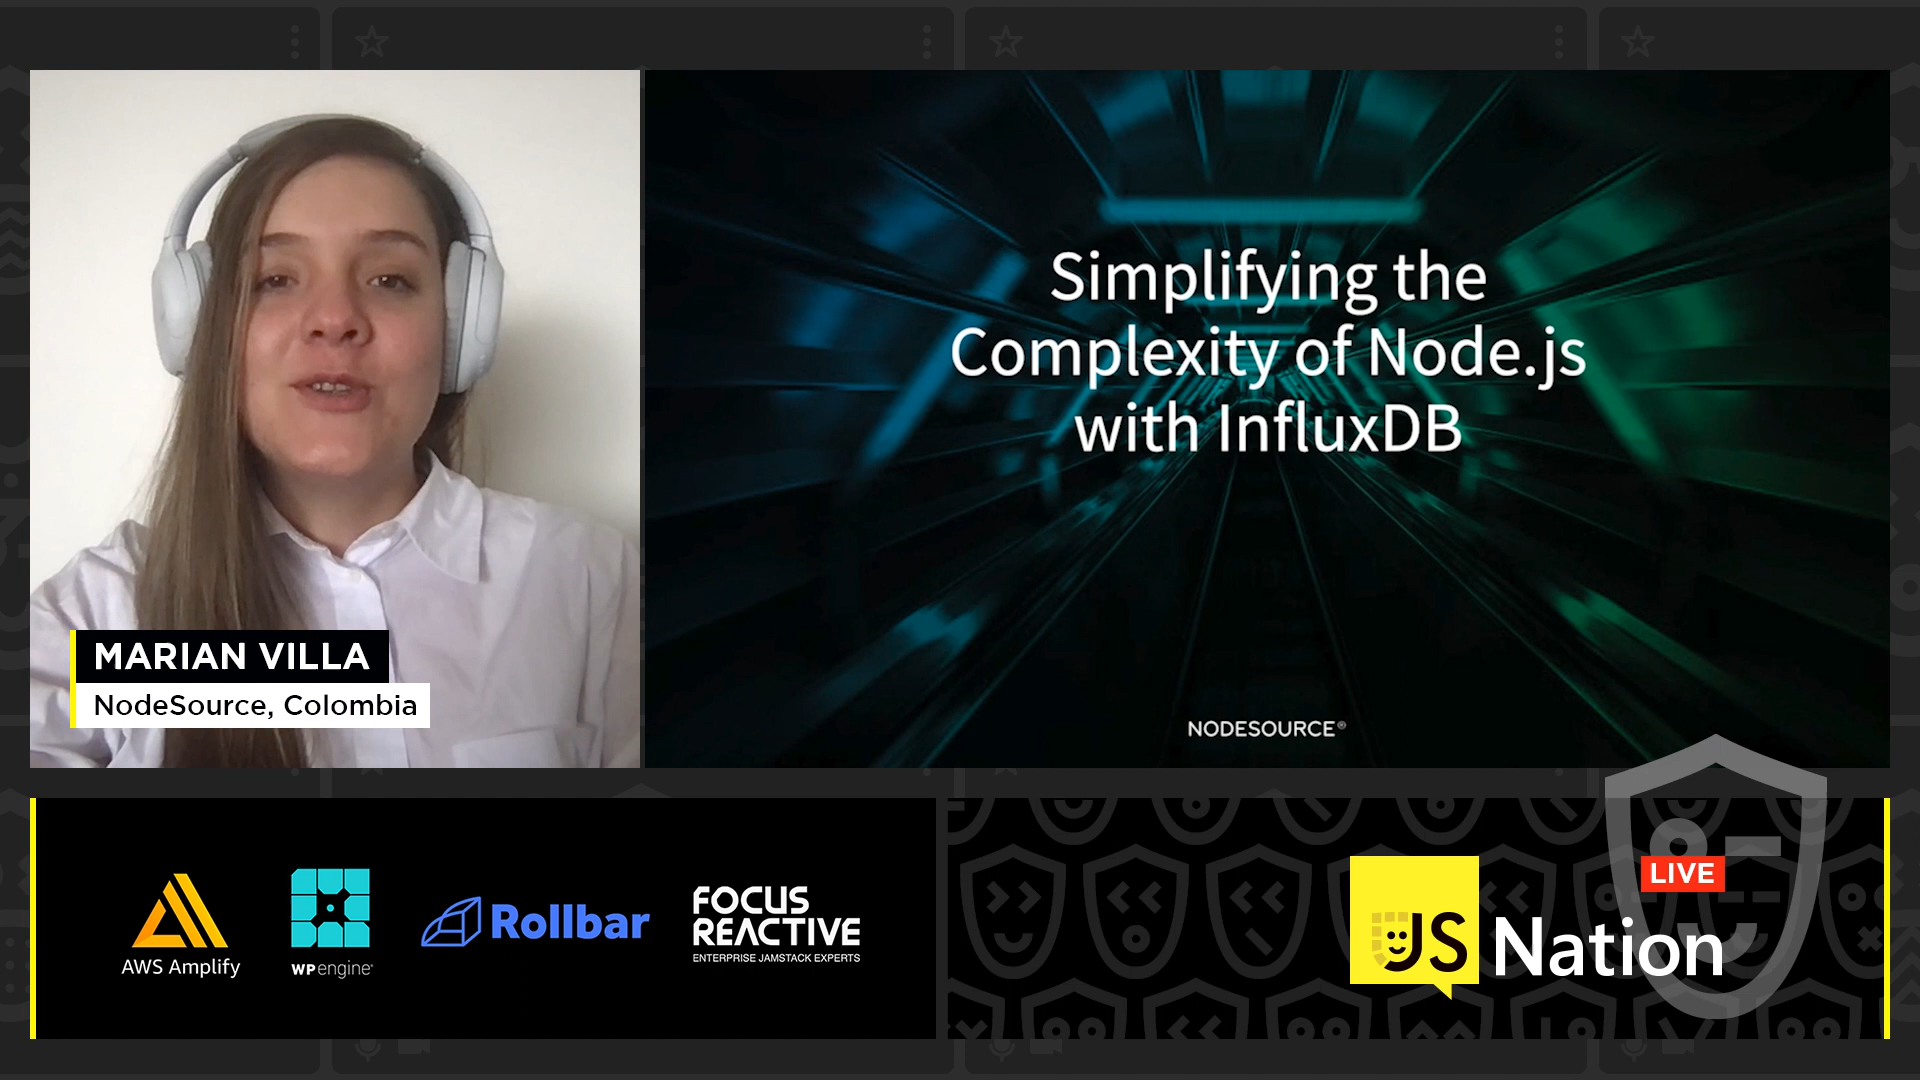 Simplifying the
Complexity of Node.js
with InfluxDB
NODESOURCE®
MARIAN VILLA
NodeSource, Colombia
AWS Amplify
WPengine®
Rollbar
FOCUS
REACTIVE
ENTERPRISE JAMSTACK EXPERTS
LIVE
JS Nation